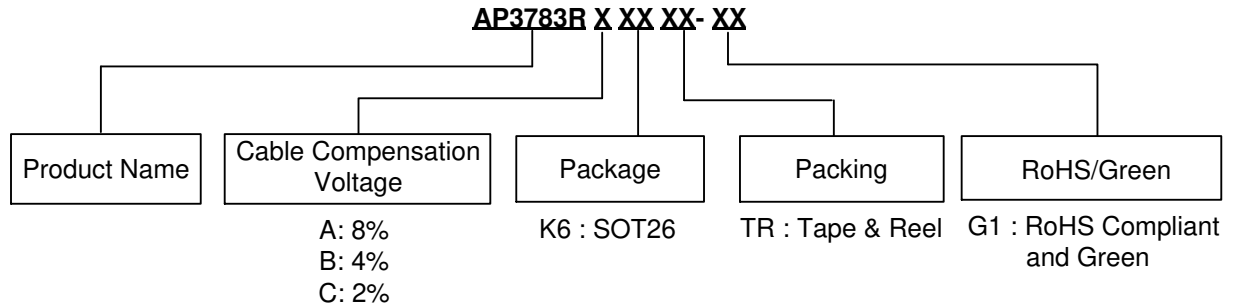 AP3783R X XX XX- XX
Product Name
Cable Compensation
Voltage
Package
Packing
RoHS/Green
A: 8%
B: 4%
C: 2%
K6 : SOT26
TR : Tape & Reel
G1 : RoHS Compliant
and Green